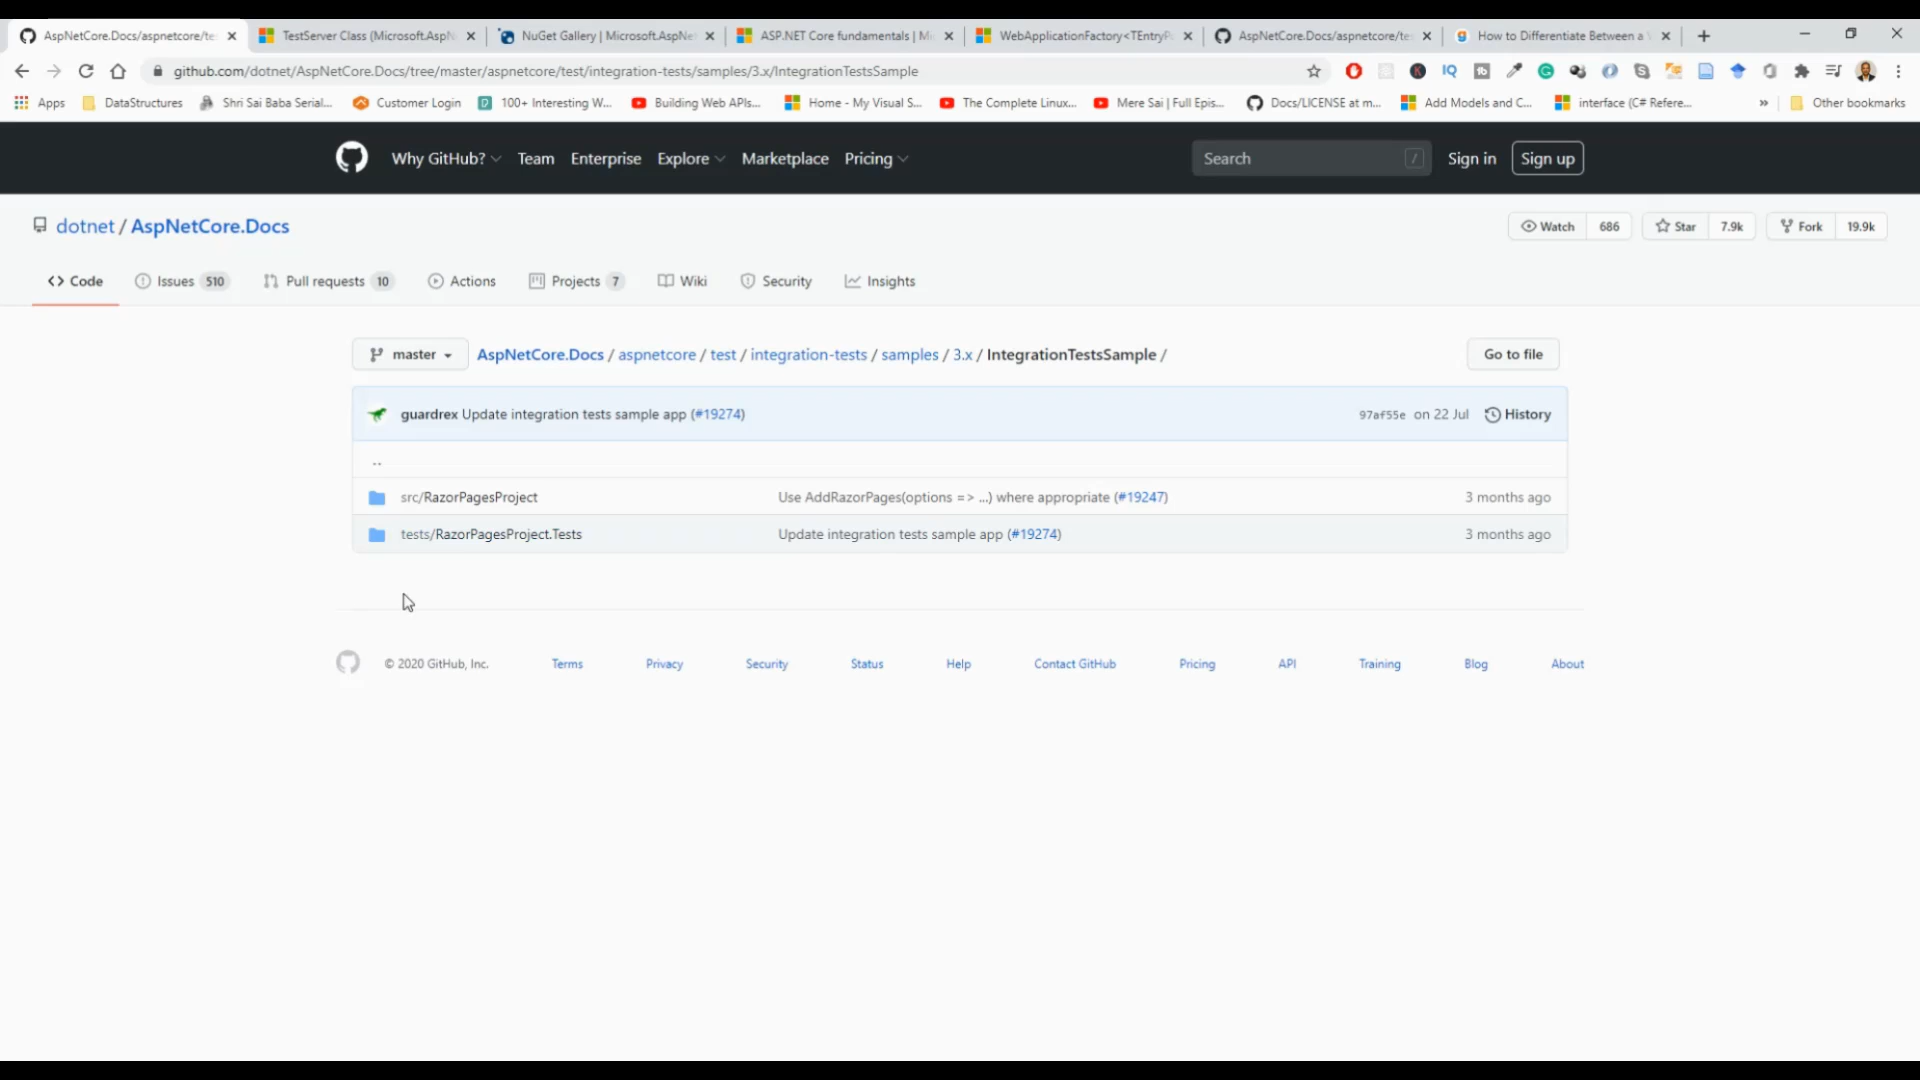 AspNetCore.Docs/aspnetcore/te
TestServer Class (Microsoft.AspN
NuGet Gallery | Microsoft.AspNe
ASP.NET Core fundamentals | Mi
WebApplicationFactory<TEntryP
AspNetCore.Docs/aspnetcore/te
How to Differentiate Between a
github.com/dotnet/AspNetCore.Docs/tree/master/aspnetcore/test/integration-tests/samples/3.x/IntegrationTestsSample
Apps
DataStructures
Shri Sai Baba Serial...
Customer Login
100+ Interesting W...
Building Web APIs...
Home - My Visual S...
The Complete Linux...
Mere Sai | Full Epis...
Docs/LICENSE at m...
Add Models and C...
interface (C# Refere...
»
Other bookmarks
Why GitHub?
Team
Enterprise
Explore
Marketplace
Pricing
Search /
Sign in
Sign up
dotnet / AspNetCore.Docs
Watch 686
Star 7.9k
Fork 19.9k
<> Code
Issues 510
Pull requests 10
Actions
Projects 7
Wiki
Security
Insights
master
AspNetCore.Docs / aspnetcore / test / integration-tests / samples / 3.x / IntegrationTestsSample /
Go to file
guardrex Update integration tests sample app (#19274)
97af55e on 22 Jul
History
..
src/RazorPagesProject
Use AddRazorPages(options => ...) where appropriate (#19247)
3 months ago
tests/RazorPagesProject.Tests
Update integration tests sample app (#19274)
3 months ago
© 2020 GitHub, Inc.
Terms
Privacy
Security
Status
Help
Contact GitHub
Pricing
API
Training
Blog
About